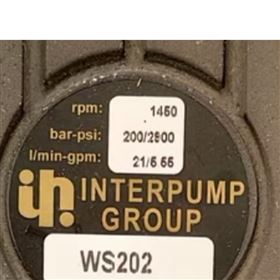 rpm: 1450
bar-psi: 200/2900
l/min-gpm: 21/5 55
INTERPUMP
GROUP
WS202